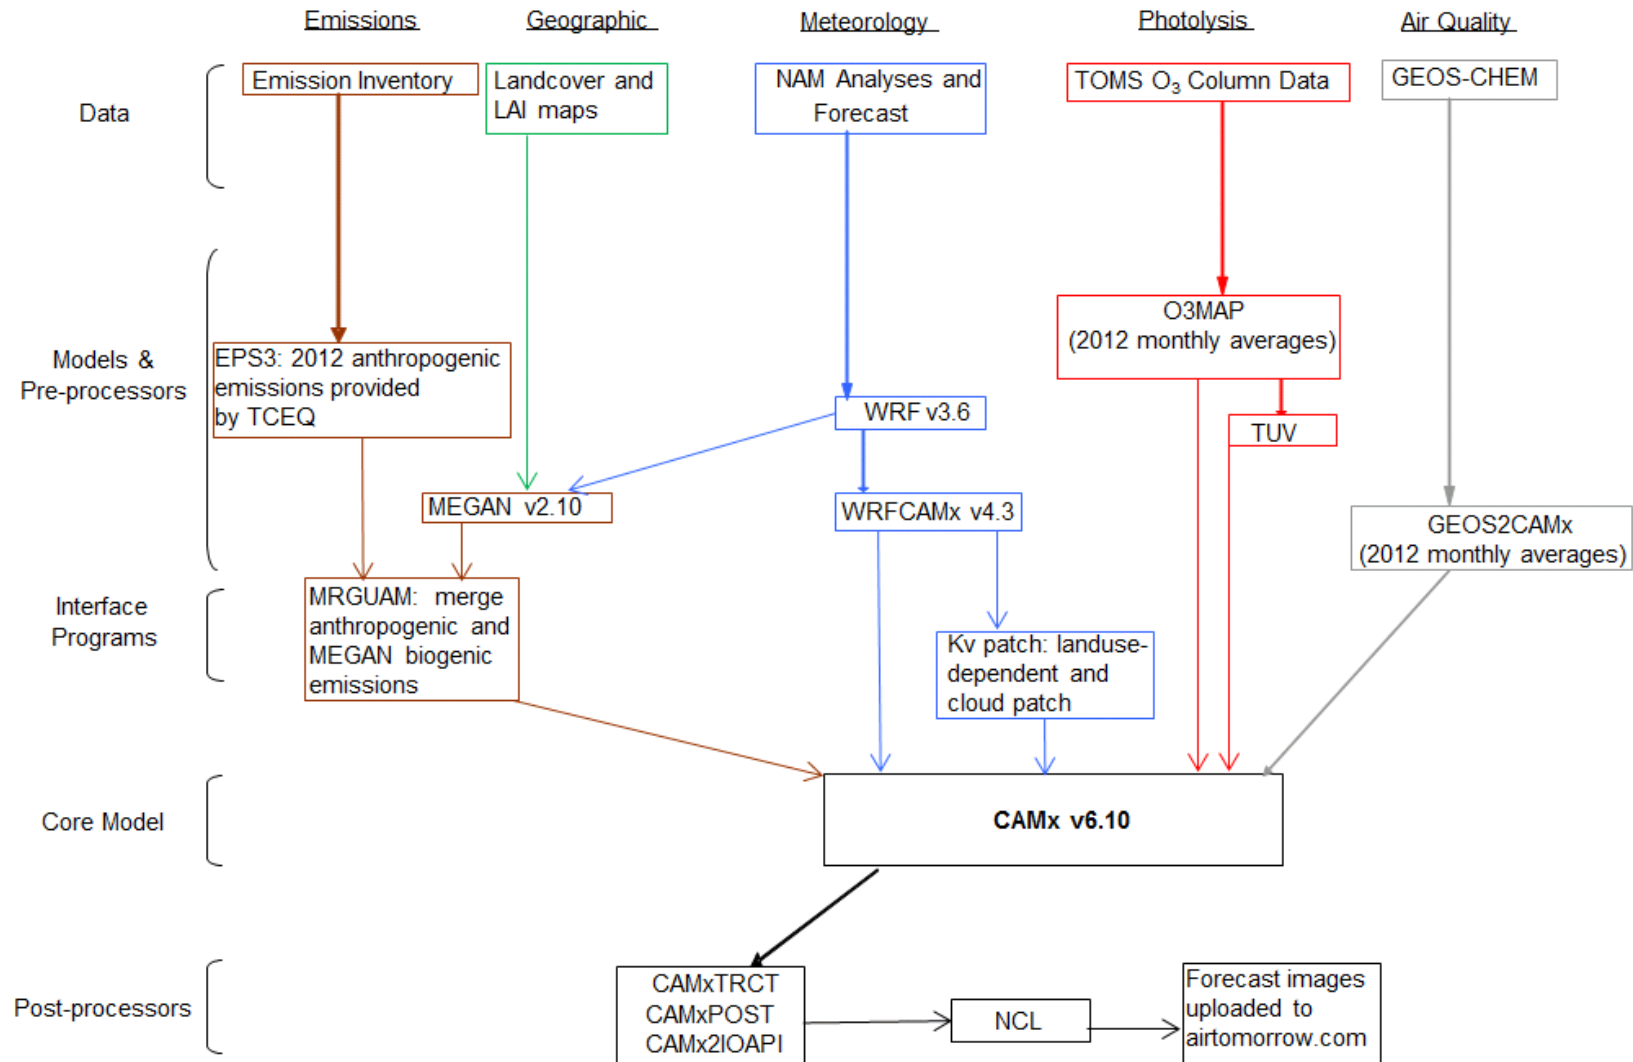 Emissions
Geographic
Meteorology
Photolysis
Air Quality
Data
Emission Inventory
Landcover and
LAI maps
NAM Analyses and
Forecast
TOMS O₃ Column Data
GEOS-CHEM
Models &
Pre-processors
EPS3: 2012 anthropogenic
emissions provided
by TCEQ
O3MAP
(2012 monthly averages)
WRF v3.6
TUV
MEGAN v2.10
WRFCAMx v4.3
GEOS2CAMx
(2012 monthly averages)
Interface
Programs
MRGUAM: merge
anthropogenic and
MEGAN biogenic
emissions
Kv patch: landuse-
dependent and
cloud patch
Core Model
CAMx v6.10
Post-processors
CAMxTRCT
CAMxPOST
CAMx2IOAPI
NCL
Forecast images
uploaded to
airtomorrow.com